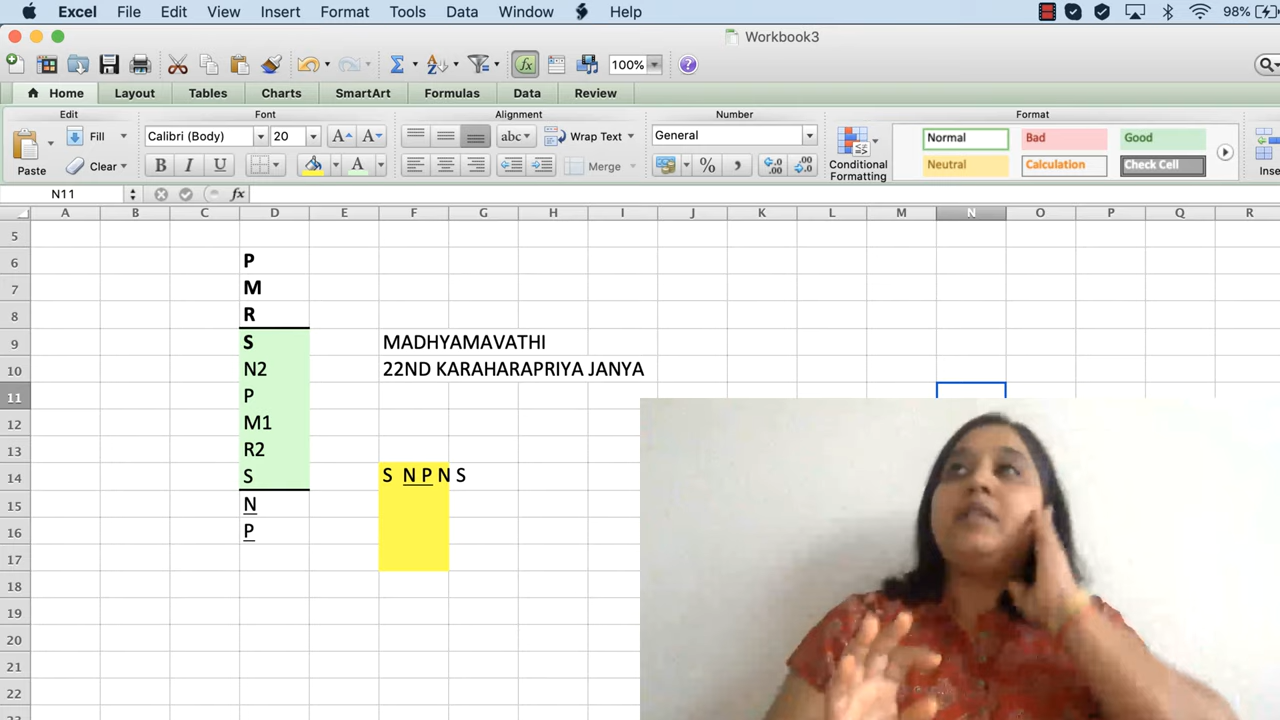 Excel File Edit View Insert Format Tools Data Window Help 98%
Workbook3
100%
Home Layout Tables Charts SmartArt Formulas Data Review
Edit Font Alignment Number Format
Paste Fill Calibri (Body) 20 A A abc Wrap Text General Conditional Formatting Normal Bad Good
Clear B I U A Merge % Neutral Calculation Check Cell Inse
N11 fx
A B C D E F G H I J K L M N O P Q R
5
6 P
7 M
8 R
9 S MADHYAMAVATHI
10 N2 22ND KARAHARAPRIYA JANYA
11 P
12 M1
13 R2
14 S S N P N S
15 N
16 P
17
18
19
20
21
22